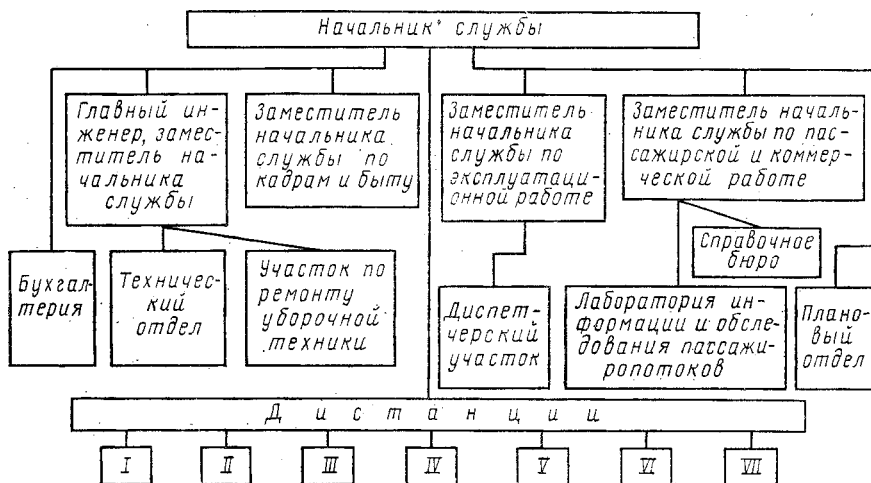 Начальник службы
Главный ин-
женер, замес-
титель на-
чальника
службы
Заместитель
начальника
службы по
кадрам и быту
Заместитель
начальника
службы по
эксплуатаци-
онной работе
Заместитель началь-
ника службы по пас-
сажирской и коммер-
ческой работе
Справочное
бюро
Бухгал-
терия
Техничес-
кий
отдел
Участок по
ремонту
уборочной
техники
Диспет-
черский
участок
Лаборатория ин-
формации и обсле-
дования пассажи-
ропотоков
Плано-
вый
отдел
Дистанции
I
II
III
IV
V
VI
VII